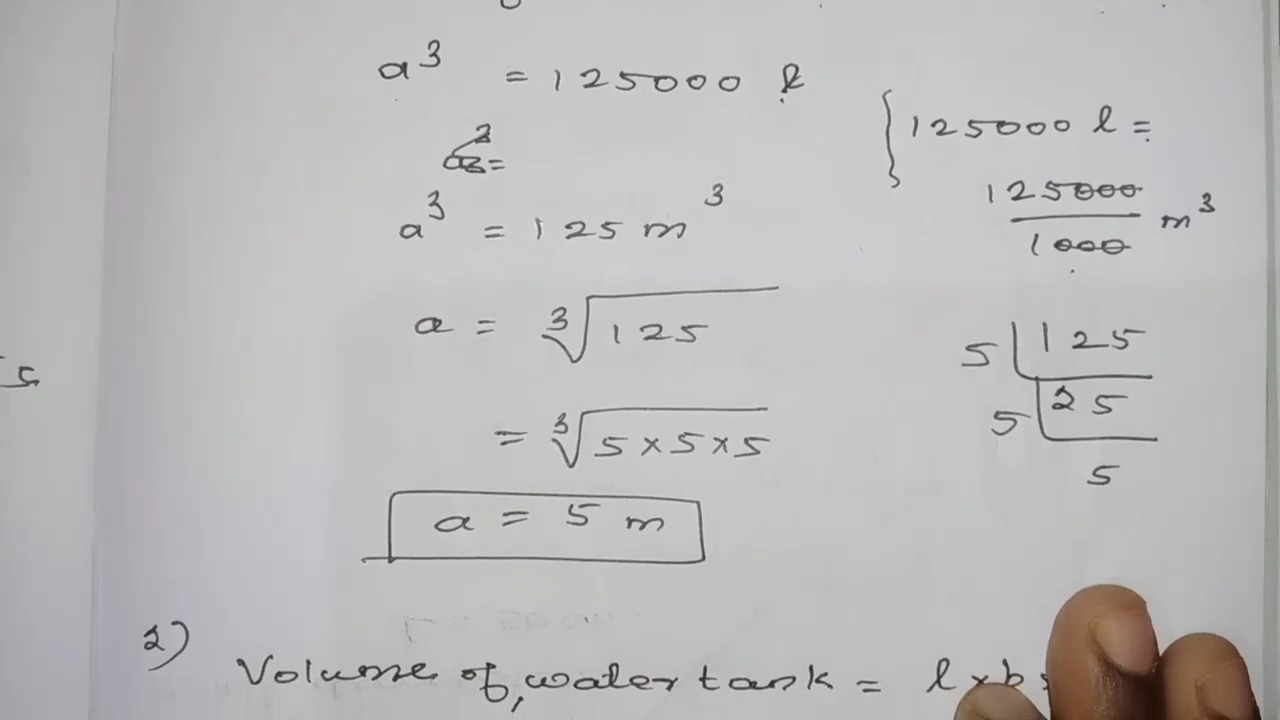 a³ = 125000 l
a³ = 125 m³
a = ∛125
= ∛5×5×5
a = 5 m
{ 125000 l =
125000
1000 m³
5 | 125
5 | 25
5
5
2)
Volume of water tank = l × b